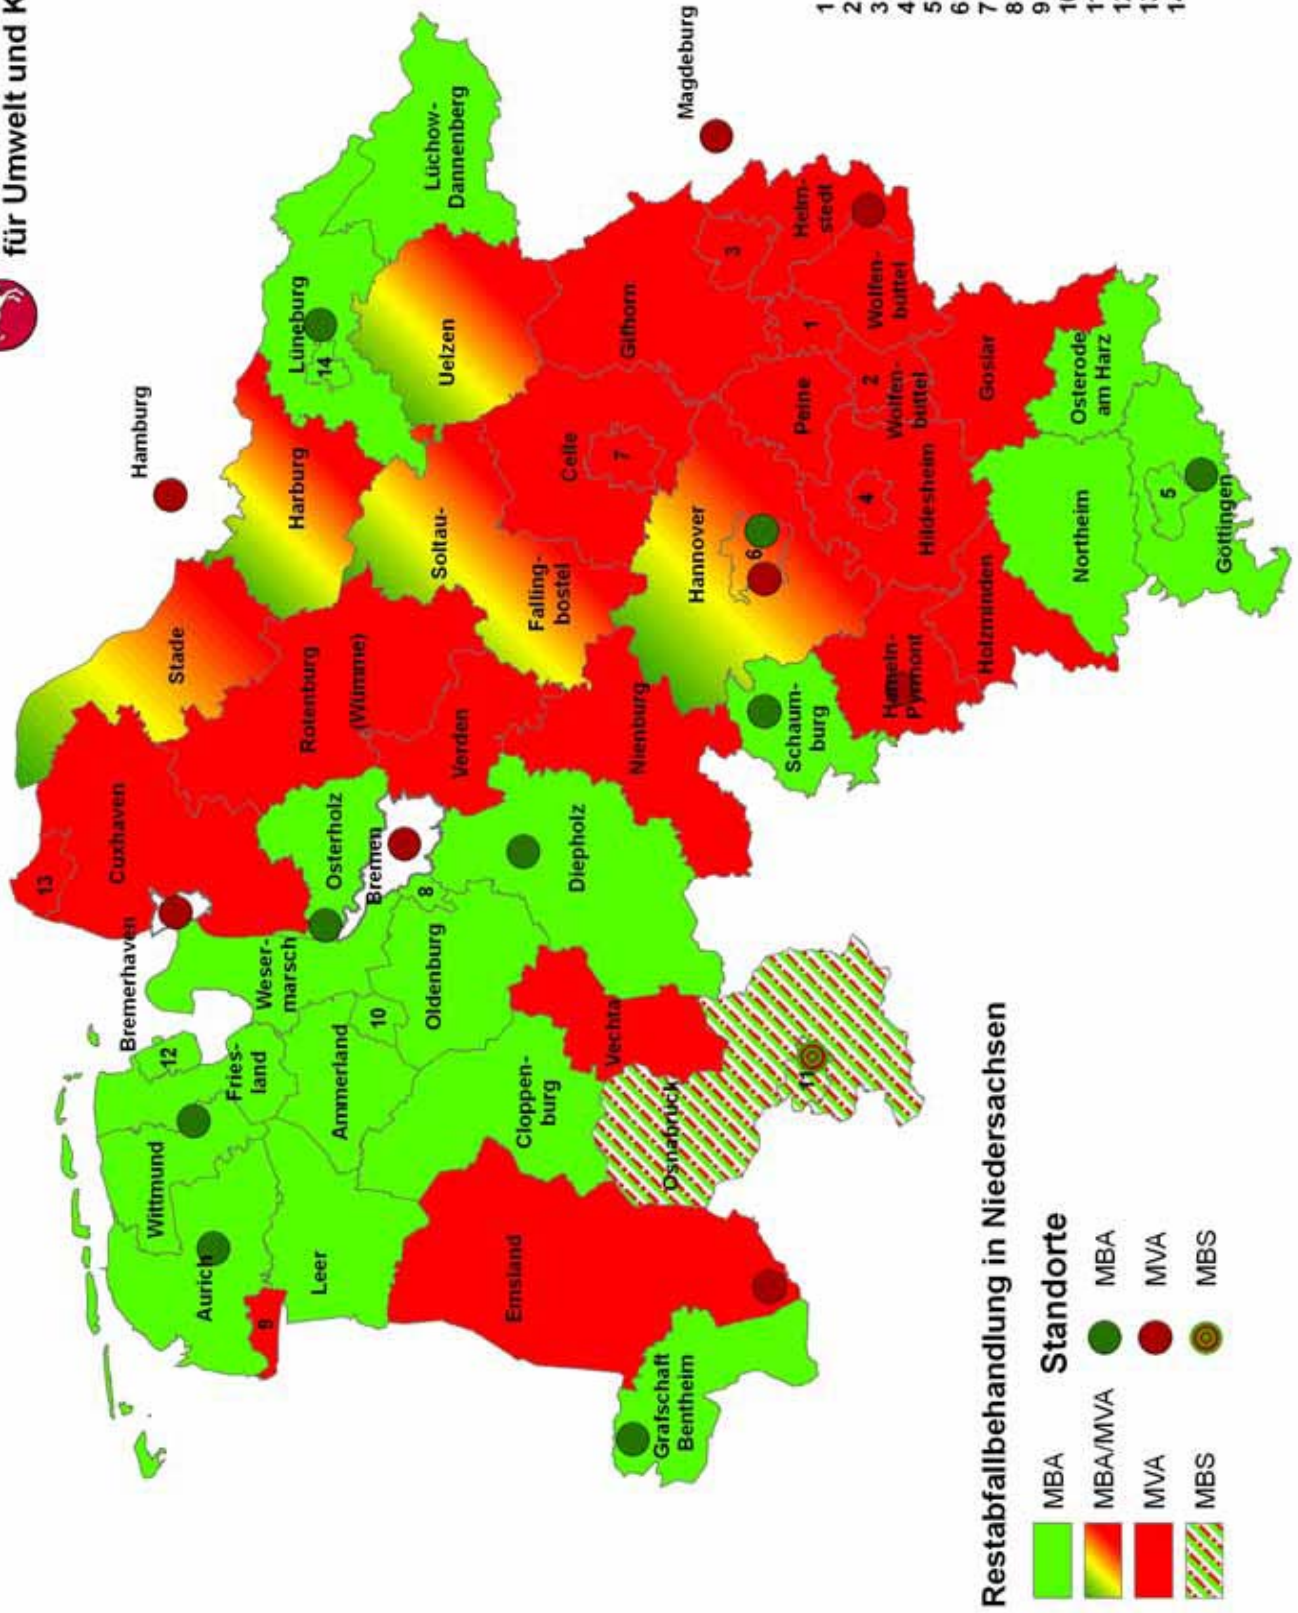 für Umwelt und K
Hamburg
Magdeburg
Bremerhaven
Bremen
13
Cuxhaven
Stade
Harburg
Lüneburg
14
Lüchow-
Dannenberg
Uelzen
Soltau-
Falling-
bostel
Rotenburg
(Wümme)
Verden
Osterholz
Weser-
marsch
12
Fries-
land
Wittmund
Aurich
9
Leer
Ammerland
10
Oldenburg
8
Diepholz
Cloppen-
burg
Vechta
Emsland
Grafschaft
Bentheim
Osnabrück
11
Nienburg
Celle
7
Gifhorn
3
Helm-
stedt
Hannover
6
Peine
1
Wolfen-
büttel
2
Wolfen-
büttel
Schaum-
burg
Hameln-
Pyrmont
4
Hildesheim
Holzminden
Goslar
Northeim
Osterode
am Harz
5
Göttingen
Restabfallbehandlung in Niedersachsen
MBA
MBA/MVA
MVA
MBS
Standorte
MBA
MVA
MBS
1
2
3
4
5
6
7
8
9